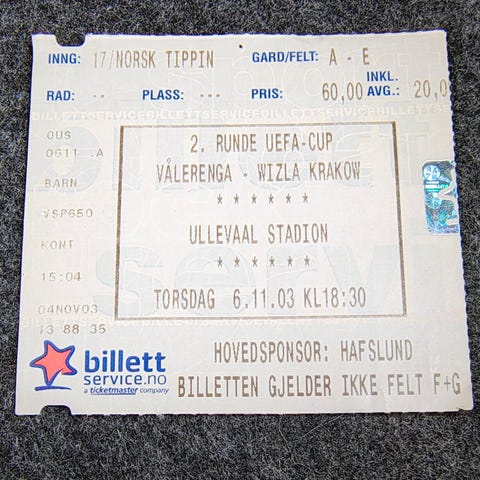 INNG: 17/NORSK TIPPIN GARD/FELT: A - E
RAD: -- PLASS: --- PRIS: 60,00 INKL. AVG.: 20,0
BILLETTSERVICEBILLETTSERVICEBILLETTSERVICE
OUS
0611 .A
BARN
VSP650
KONT
15:04
04NOV03
13 88 35
2. RUNDE UEFA-CUP
VÅLERENGA - WIZLA KRAKOW
* * * * * *
ULLEVAAL STADION
* * * * * *
TORSDAG 6.11.03 KL18:30
billett
service.no
a ticketmaster company
HOVEDSPONSOR: HAFSLUND
BILLETTEN GJELDER IKKE FELT F+G